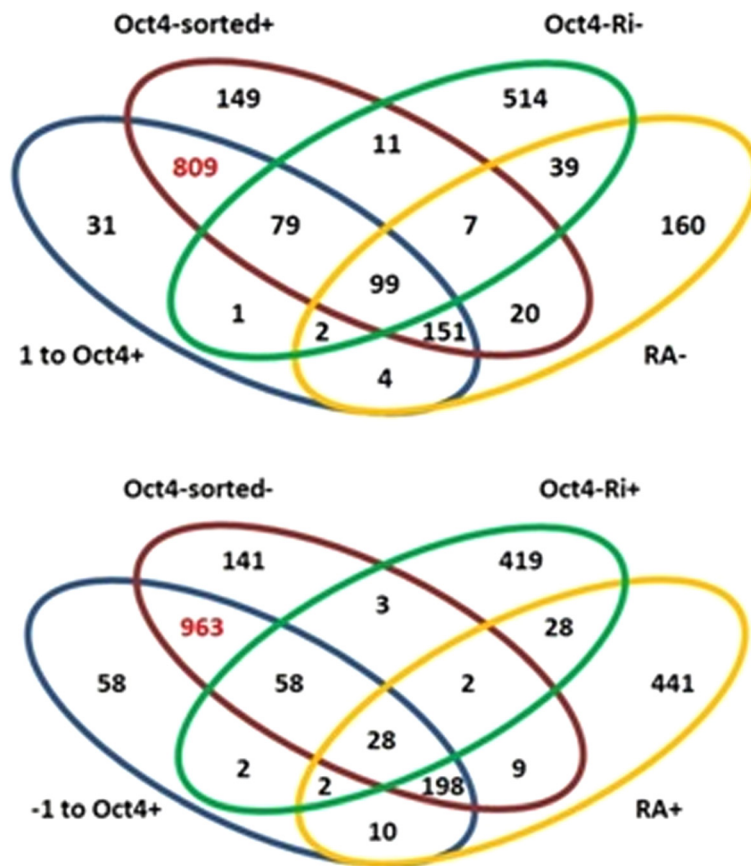 Oct4-sorted+ Oct4-Ri-
149 514
11
809 39
31 79 7 160
99
1 2 151 20
1 to Oct4+ RA-
4
Oct4-sorted- Oct4-Ri+
141 419
3
963 28
58 58 2 441
28
2 2 198 9
-1 to Oct4+ RA+
10